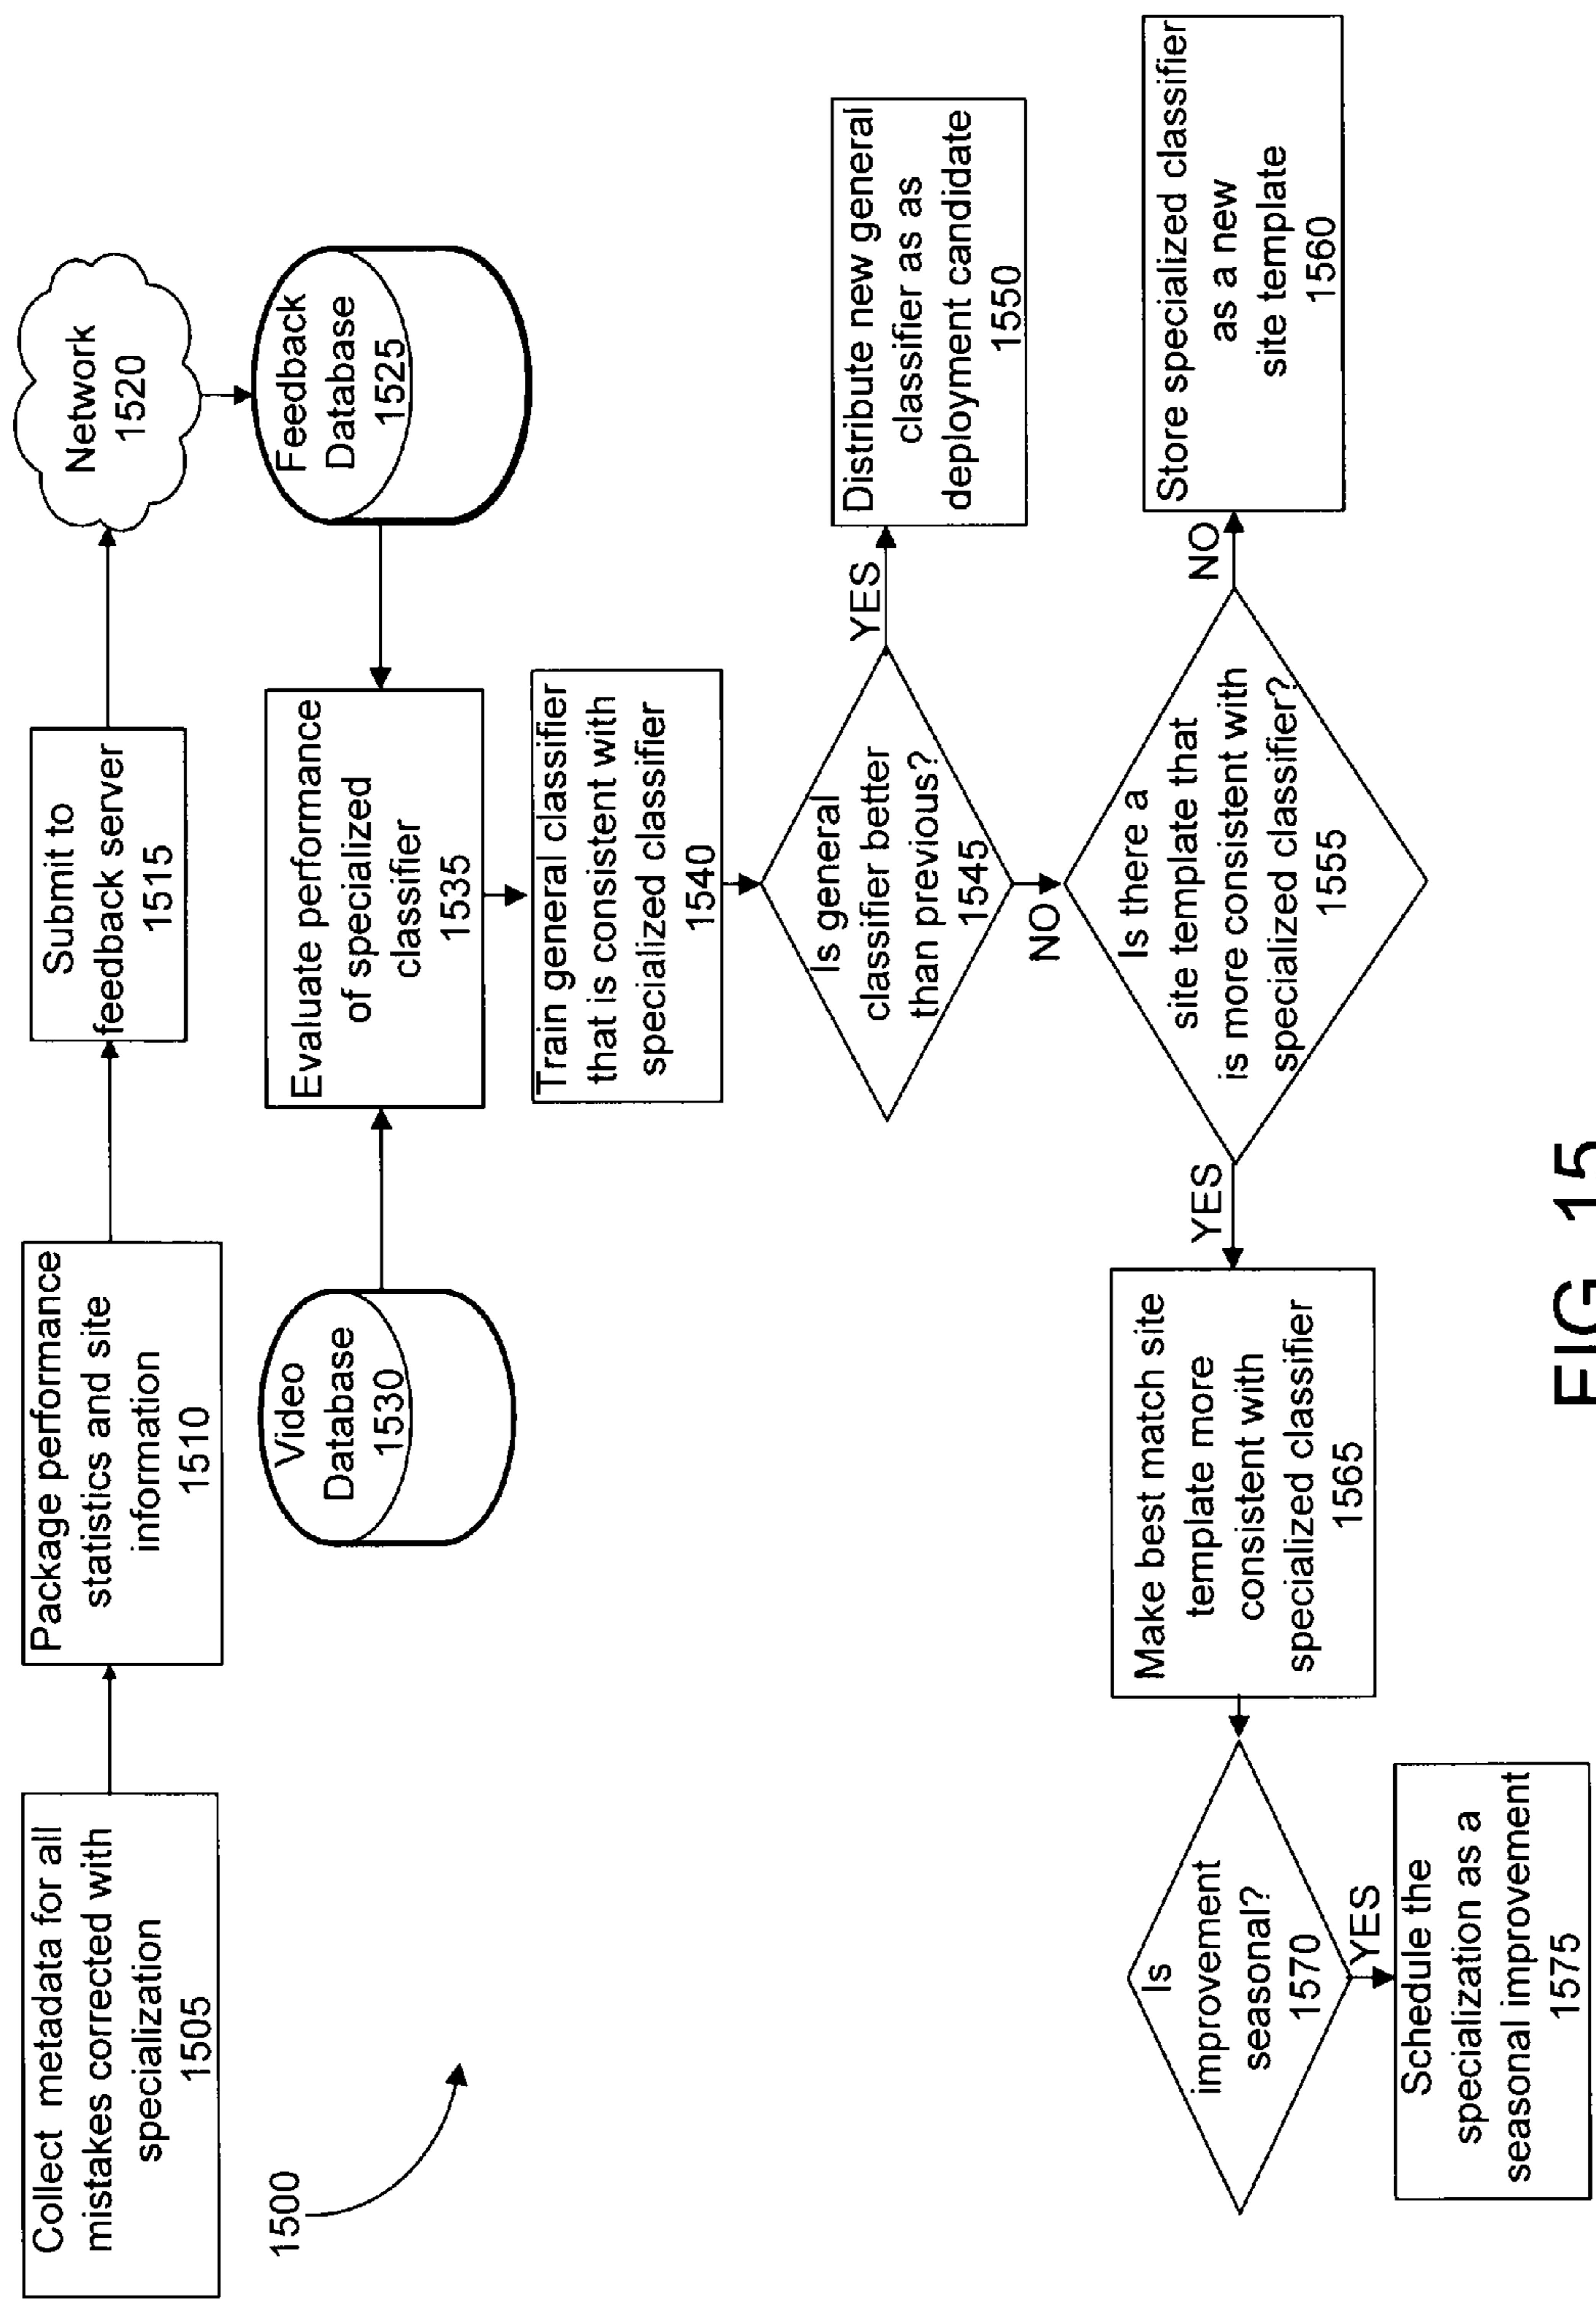 Collect metadata for all
mistakes corrected with
specialization
1505
Package performance
statistics and site
information
1510
Submit to
feedback server
1515
Network
1520
1500
Video
Database
1530
Evaluate performance
of specialized
classifier
1535
Feedback
Database
1525
Train general classifier
that is consistent with
specialized classifier
1540
Is general
classifier better
than previous?
1545
YES
Distribute new general
classifier as as
deployment candidate
1550
NO
Is there a
site template that
is more consistent with
specialized classifier?
1555
NO
Store specialized classifier
as a new
site template
1560
YES
Make best match site
template more
consistent with
specialized classifier
1565
Is
improvement
seasonal?
1570
YES
Schedule the
specialization as a
seasonal improvement
1575
FIG. 15